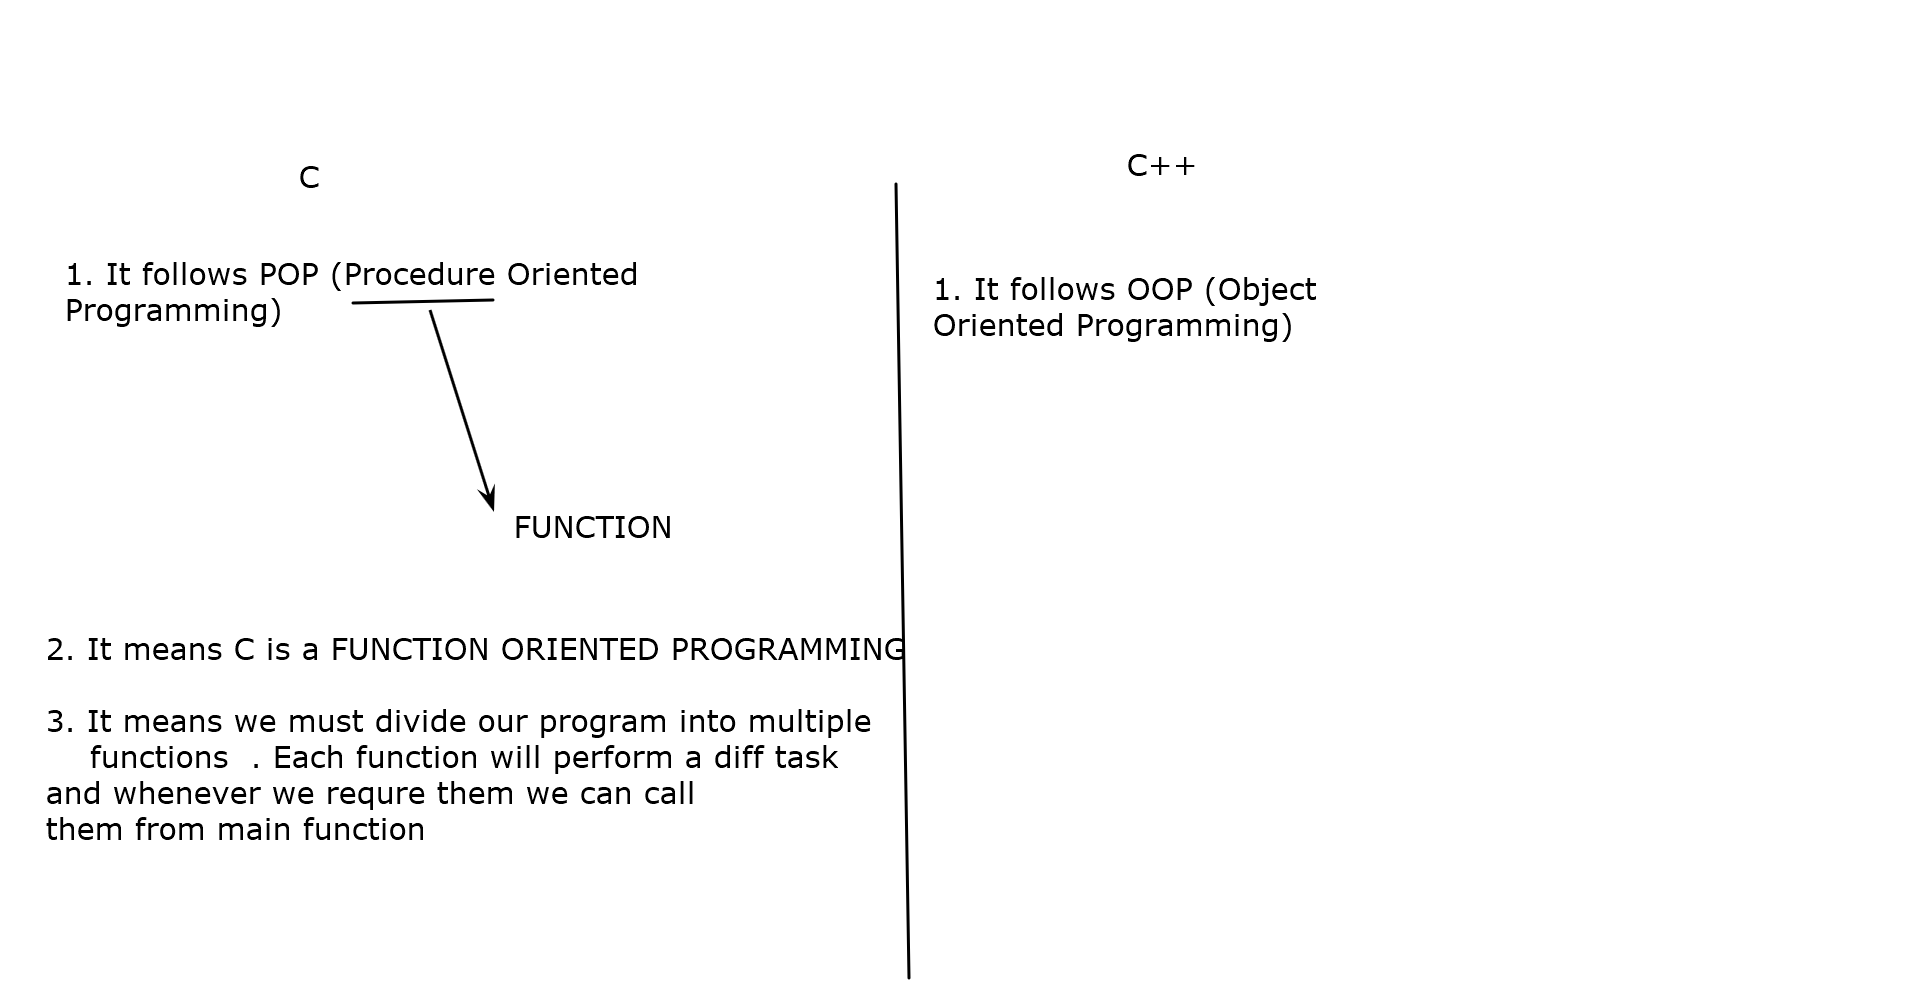 C
1. It follows POP (Procedure Oriented
Programming)
FUNCTION
2. It means C is a FUNCTION ORIENTED PROGRAMMING
3. It means we must divide our program into multiple
functions  . Each function will perform a diff task
and whenever we requre them we can call
them from main function
C++
1. It follows OOP (Object
Oriented Programming)